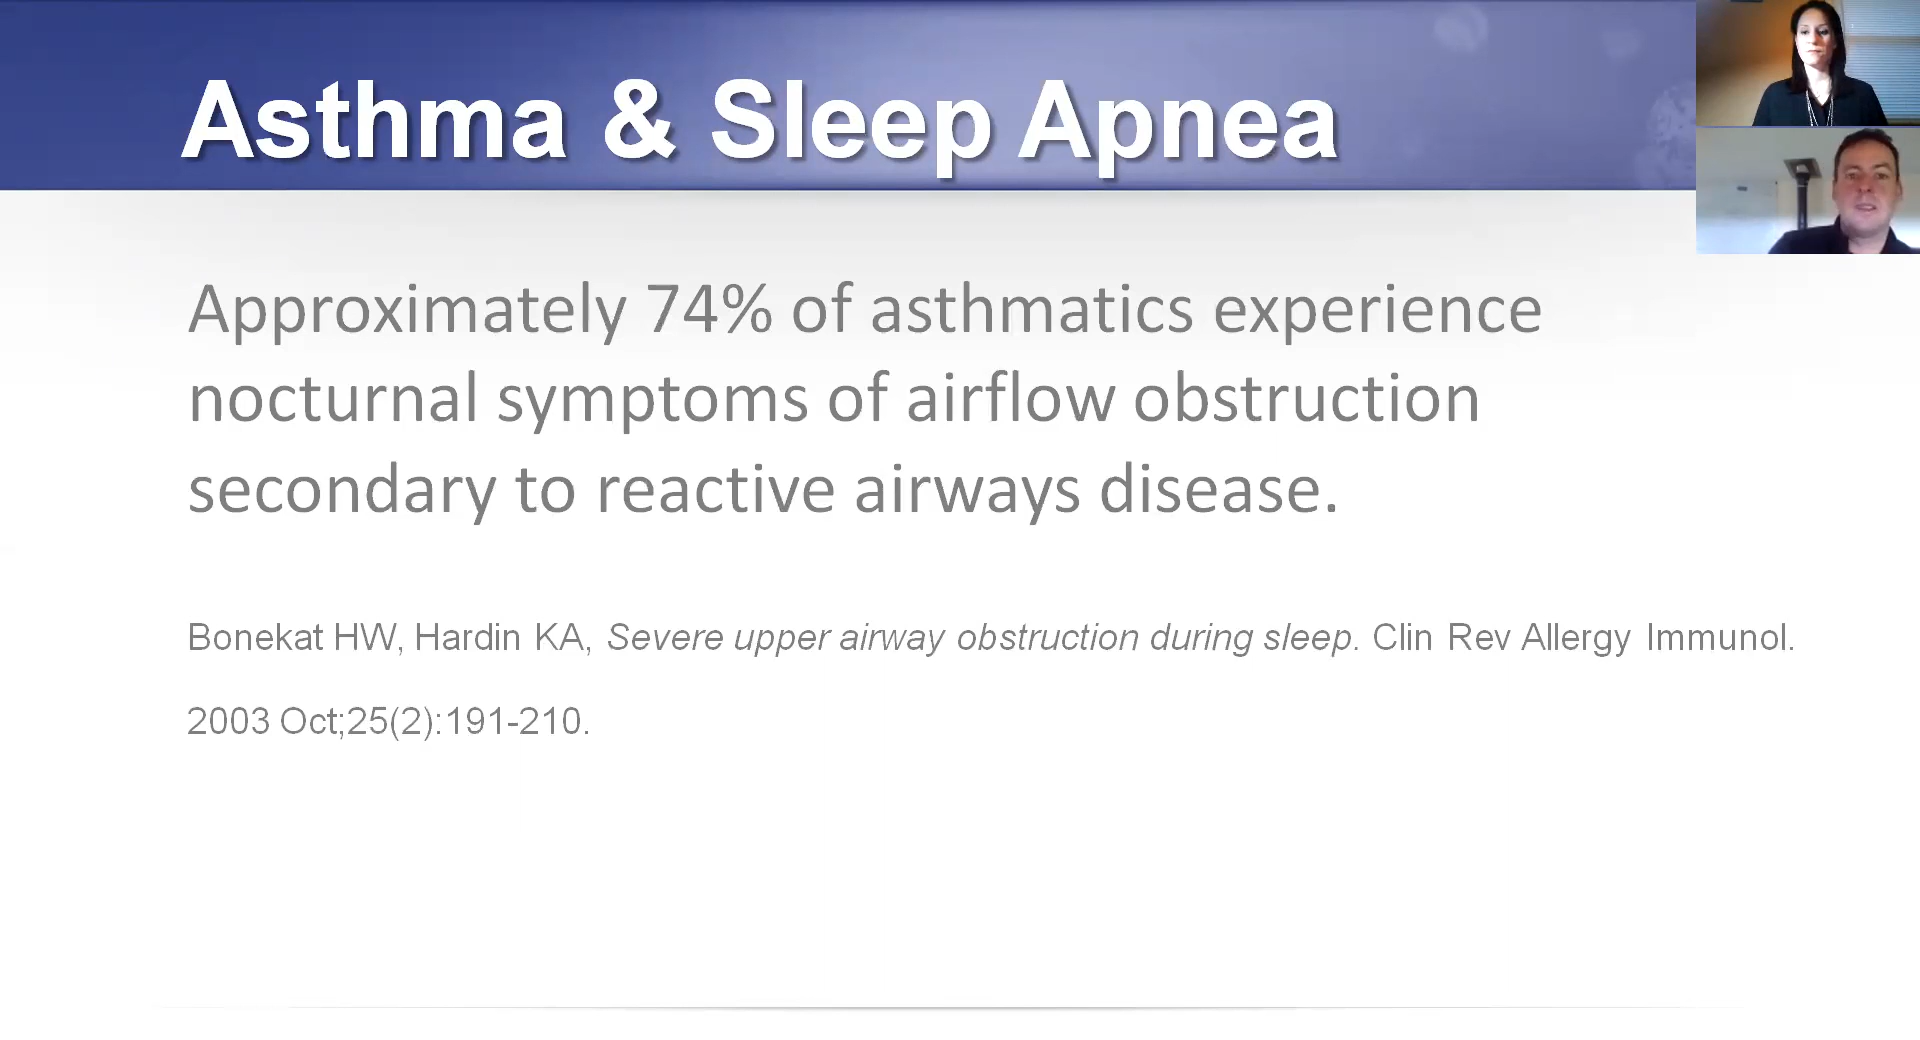 Asthma & Sleep Apnea
Approximately 74% of asthmatics experience
nocturnal symptoms of airflow obstruction
secondary to reactive airways disease.
Bonekat HW, Hardin KA, Severe upper airway obstruction during sleep. Clin Rev Allergy Immunol.
2003 Oct;25(2):191-210.